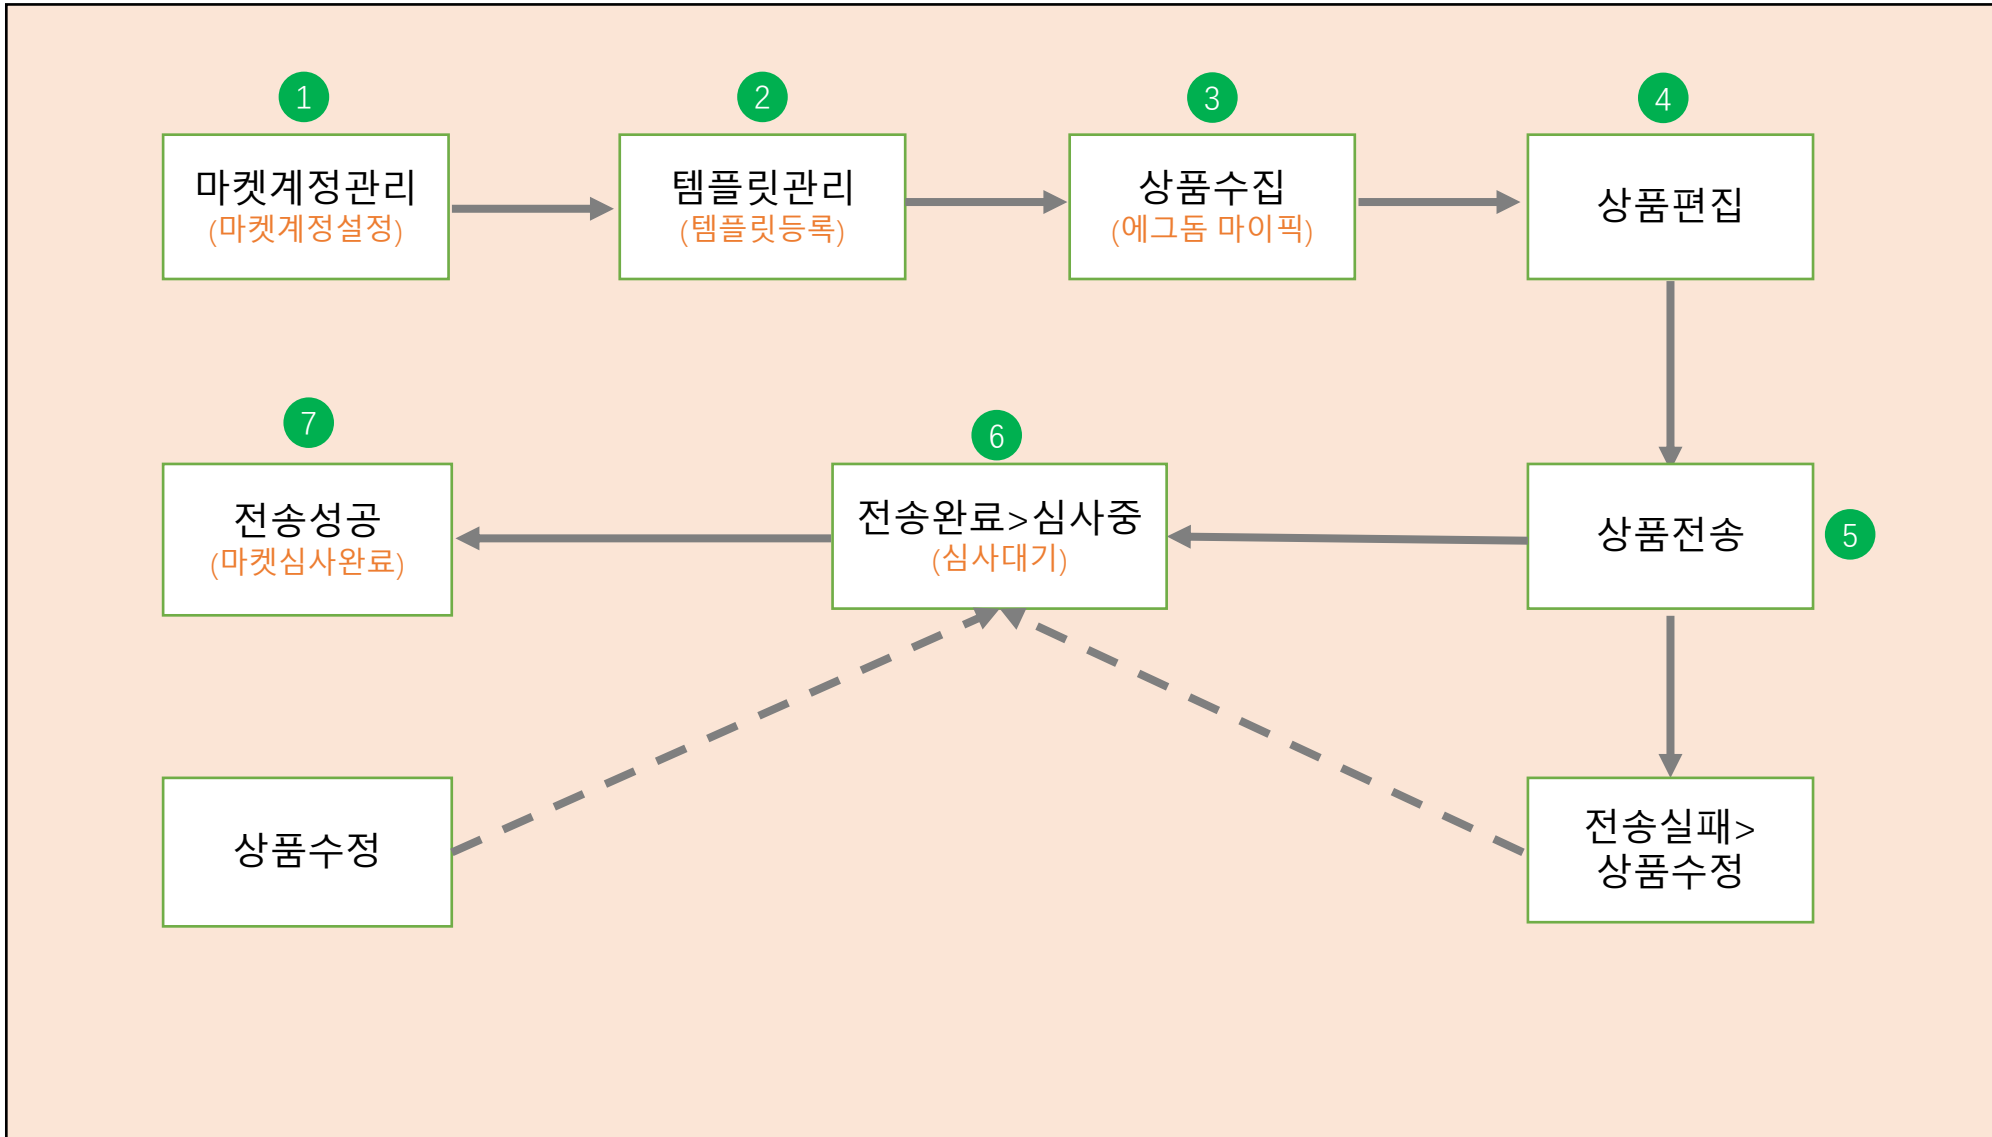 1
마켓계정관리
(마켓계정설정)
2
템플릿관리
(템플릿등록)
3
상품수집
(에그돔 마이픽)
4
상품편집
5
상품전송
6
전송완료>심사중
(심사대기)
7
전송성공
(마켓심사완료)
상품수정
전송실패>
상품수정